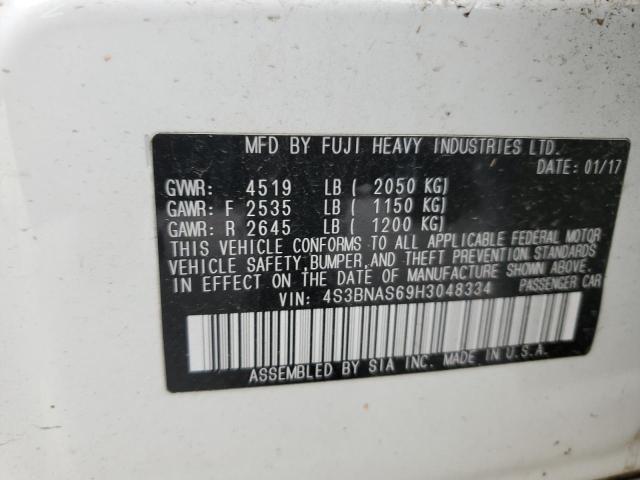 MFD BY FUJI HEAVY INDUSTRIES LTD.
DATE: 01/17
GVWR: 4519 LB ( 2050 KG)
GAWR: F 2535 LB ( 1150 KG)
GAWR: R 2645 LB ( 1200 KG)
THIS VEHICLE CONFORMS TO ALL APPLICABLE FEDERAL MOTOR
VEHICLE SAFETY,BUMPER,AND THEFT PREVENTION STANDARDS
IN EFFECT ON THE DATE OF MANUFACTURE SHOWN ABOVE.
VIN: 4S3BNAS69H3048334 PASSENGER CAR
ASSEMBLED BY SIA INC. MADE IN U.S.A.